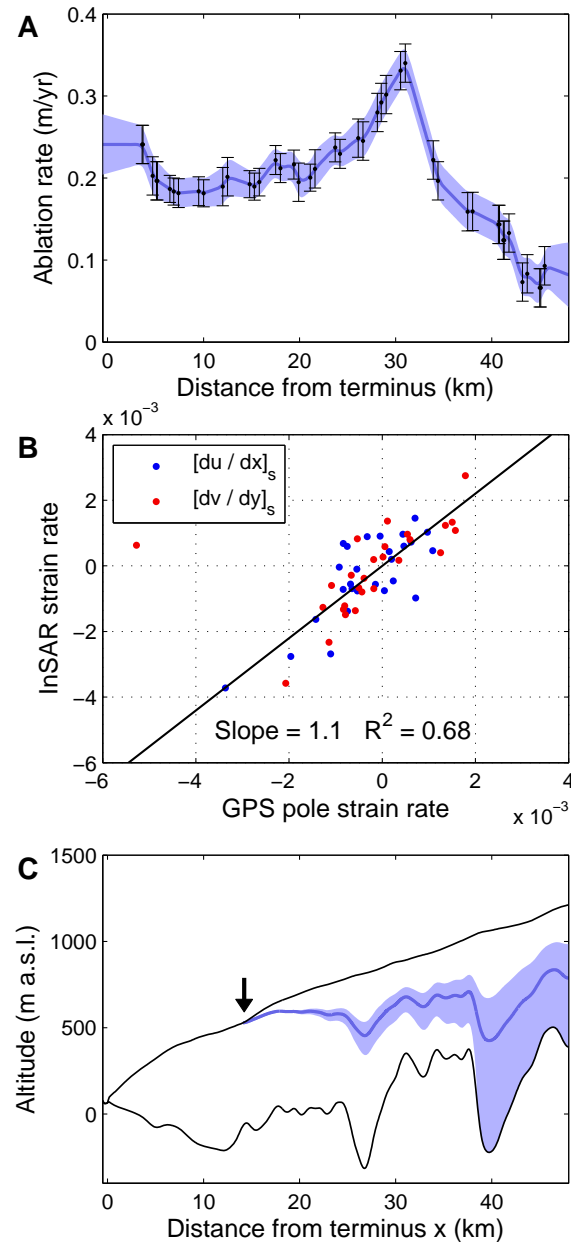 A
0.4
0.3
0.2
0.1
0
Ablation rate (m/yr)
0 10 20 30 40
Distance from terminus (km)
x 10⁻³
B
4
2
0
−2
−4
−6
InSAR strain rate
[du / dx]ₛ
[dv / dy]ₛ
Slope = 1.1 R² = 0.68
−6 −4 −2 0 2 4
GPS pole strain rate
x 10⁻³
C
1500
1000
500
0
Altitude (m a.s.l.)
0 10 20 30 40
Distance from terminus x (km)